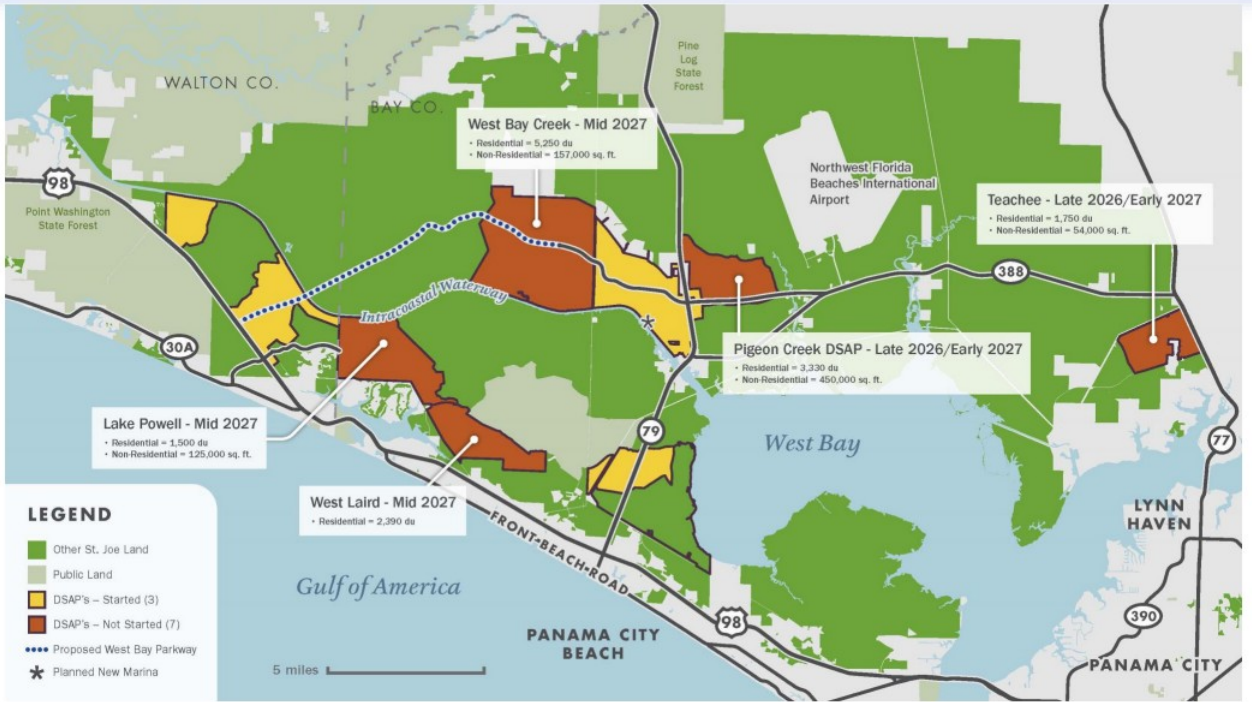 WALTON CO.
BAY CO.
Pine
Log
State
Forest
West Bay Creek - Mid 2027
• Residential = 5,250 du
• Non-Residential = 157,000 sq. ft.
98
Point Washington
State Forest
Northwest Florida
Beaches International
Airport
Teachee - Late 2026/Early 2027
• Residential = 1,750 du
• Non-Residential = 54,000 sq. ft.
388
Intracoastal Waterway
30A
Pigeon Creek DSAP - Late 2026/Early 2027
• Residential = 3,330 du
• Non-Residential = 450,000 sq. ft.
Lake Powell - Mid 2027
• Residential = 1,500 du
• Non-Residential = 125,000 sq. ft.
79
West Bay
77
West Laird - Mid 2027
• Residential = 2,390 du
LYNN
HAVEN
FRONT-BEACH-ROAD
Gulf of America
98
390
PANAMA CITY
BEACH
PANAMA CITY
5 miles
LEGEND
Other St. Joe Land
Public Land
DSAP's – Started (3)
DSAP's – Not Started (7)
Proposed West Bay Parkway
Planned New Marina